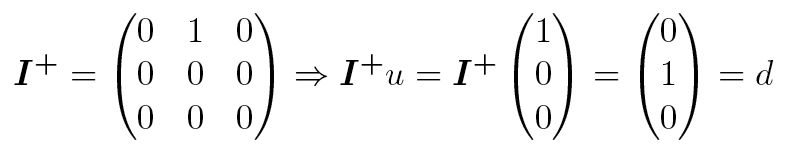 $\boldsymbol{I}^{+} = \begin{pmatrix} 0 & 1 & 0 \\ 0 & 0 & 0 \\ 0 & 0 & 0 \end{pmatrix} \Rightarrow \boldsymbol{I}^{+} u = \boldsymbol{I}^{+} \begin{pmatrix} 1 \\ 0 \\ 0 \end{pmatrix} = \begin{pmatrix} 0 \\ 1 \\ 0 \end{pmatrix} = d$